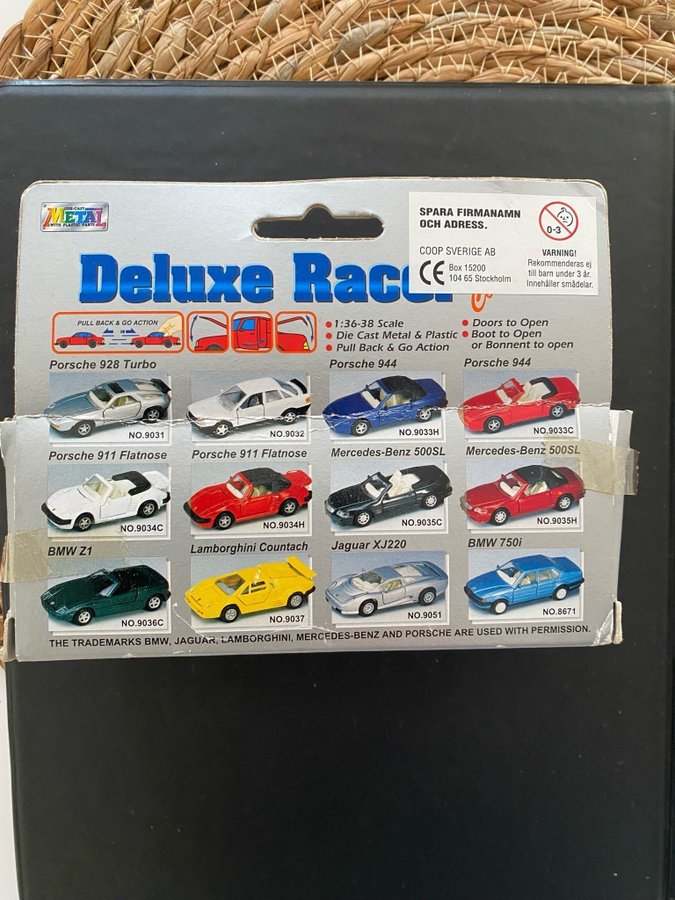 DIE-CAST
METAL
WITH PLASTIC PARTS
SPARA FIRMANAMN
OCH ADRESS.
COOP SVERIGE AB
CE Box 15200
104 65 Stockholm
0-3
VARNING!
Rekommenderas ej
till barn under 3 år.
Innehåller smådelar.
Deluxe Racer
PULL BACK & GO ACTION
•1:36-38 Scale
•Die Cast Metal & Plastic
•Pull Back & Go Action
•Doors to Open
•Boot to Open
or Bonnent to open
Porsche 928 Turbo
Porsche 944
Porsche 944
NO.9031
NO.9032
NO.9033H
NO.9033C
Porsche 911 Flatnose
Porsche 911 Flatnose
Mercedes-Benz 500SL
Mercedes-Benz 500SL
NO.9034C
NO.9034H
NO.9035C
NO.9035H
BMW Z1
Lamborghini Countach
Jaguar XJ220
BMW 750i
NO.9036C
NO.9037
NO.9051
NO.8671
THE TRADEMARKS BMW, JAGUAR, LAMBORGHINI, MERCEDES-BENZ AND PORSCHE ARE USED WITH PERMISSION.